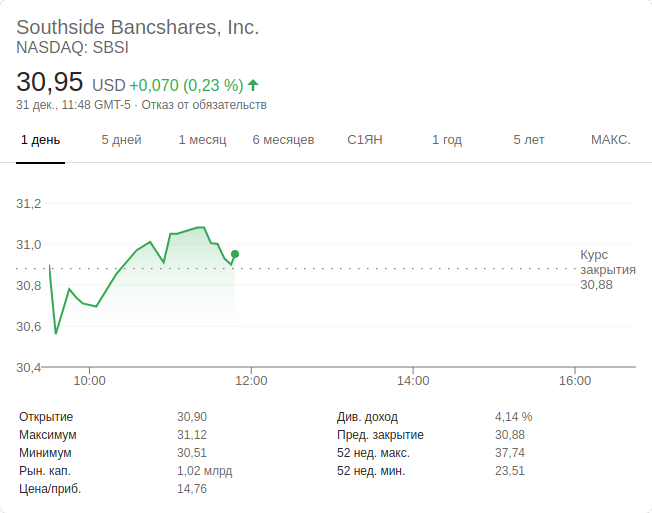 Southside Bancshares, Inc.
NASDAQ: SBSI
30,95 USD +0,070 (0,23 %)
31 дек., 11:48 GMT-5 · Отказ от обязательств
1 день 5 дней 1 месяц 6 месяцев С1ЯН 1 год 5 лет МАКС.
31,2
31,0
30,8
30,6
30,4
Курс
закрытия
30,88
10:00 12:00 14:00 16:00
Открытие 30,90 Див. доход 4,14 %
Максимум 31,12 Пред. закрытие 30,88
Минимум 30,51 52 нед. макс. 37,74
Рын. кап. 1,02 млрд 52 нед. мин. 23,51
Цена/приб. 14,76